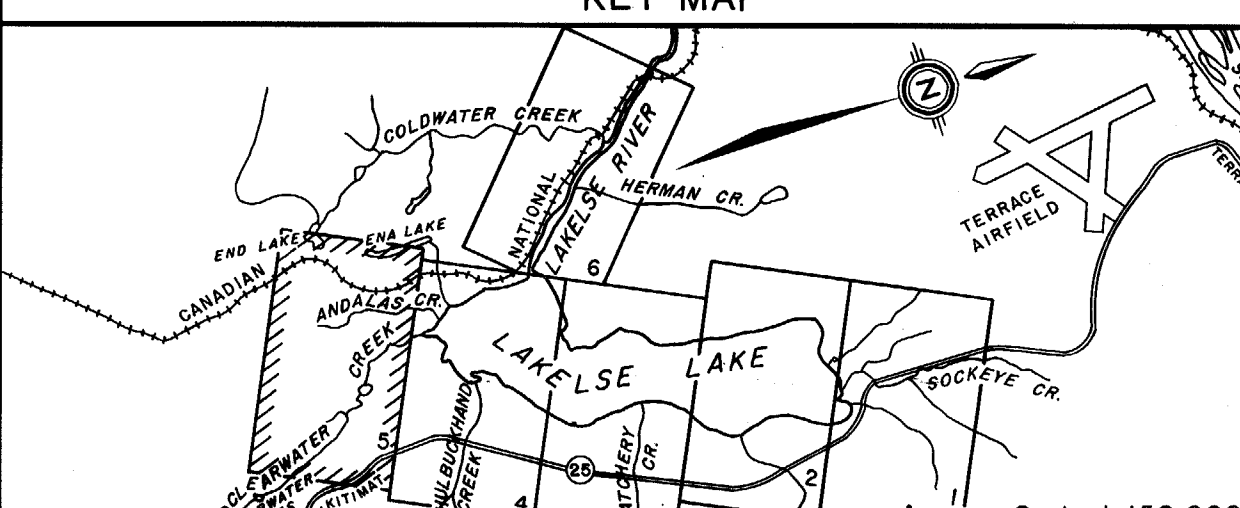 KEY MAP
COLDWATER CREEK
N
NATIONAL
LAKELSE RIVER
HERMAN CR.
TERRACE
AIRFIELD
END LAKE
ENA LAKE
CANADIAN
6
ANDALAS CR.
CREEK
LAKELSE LAKE
SOCKEYE CR.
CLEARWATER
5
25
CR.
2
1
KITIMAT
CREEK
4